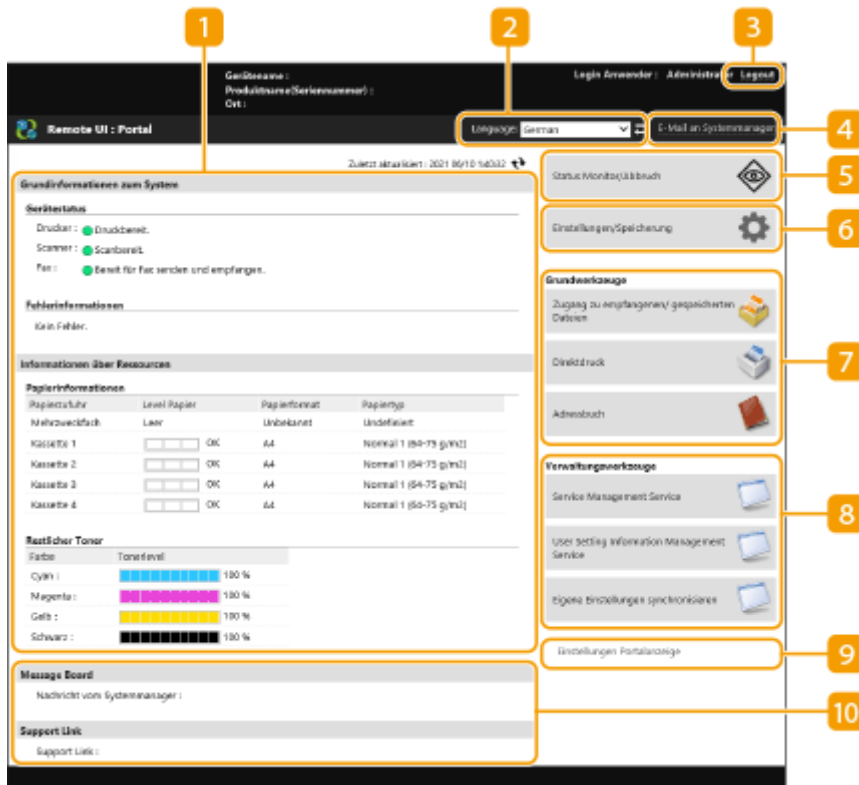 1
2
3
Gerätename :
Login Anwender : Administrator Logout
Produktname(Seriennummer) :
Ort :
Remote UI : Portal
Language: German
E-Mail an Systemmanager
4
Zuletzt aktualisiert : 2021 06/10 14:
Grundinformationen zum System
Status Monitor/Abbruch
5
Gerätestatus
Drucker : Druckbereit.
Scanner : Scanbereit.
Fax : Bereit für Fax senden und empfangen.
Einstellungen/Speicherung
6
Fehlerinformationen
Kein Fehler.
Grundwerkzeuge
Zugang zu empfangenen/ gespeicherten
Dateien
Direktdruck
7
Adressbuch
Informationen über Ressourcen
Papierinformationen
Papierzufuhr Level Papier Papierformat Papiertyp
Mehrzweckfach Leer Unbekannt Undefiniert
Kassette 1 OK A4 Normal 1 (64-75 g/m2)
Kassette 2 OK A4 Normal 1 (64-75 g/m2)
Kassette 3 OK A4 Normal 1 (64-75 g/m2)
Kassette 4 OK A4 Normal 1 (64-75 g/m2)
Verwaltungswerkzeuge
Service Management Service
8
User Setting Information Management
Service
Eigene Einstellungen synchronisieren
Restlicher Toner
Farbe Tonerlevel
Cyan : 100 %
Magenta : 100 %
Gelb : 100 %
Schwarz : 100 %
Einstellungen Portalanzeige
9
Message Board
Nachricht vom Systemmanager :
10
Support Link
Support Link :